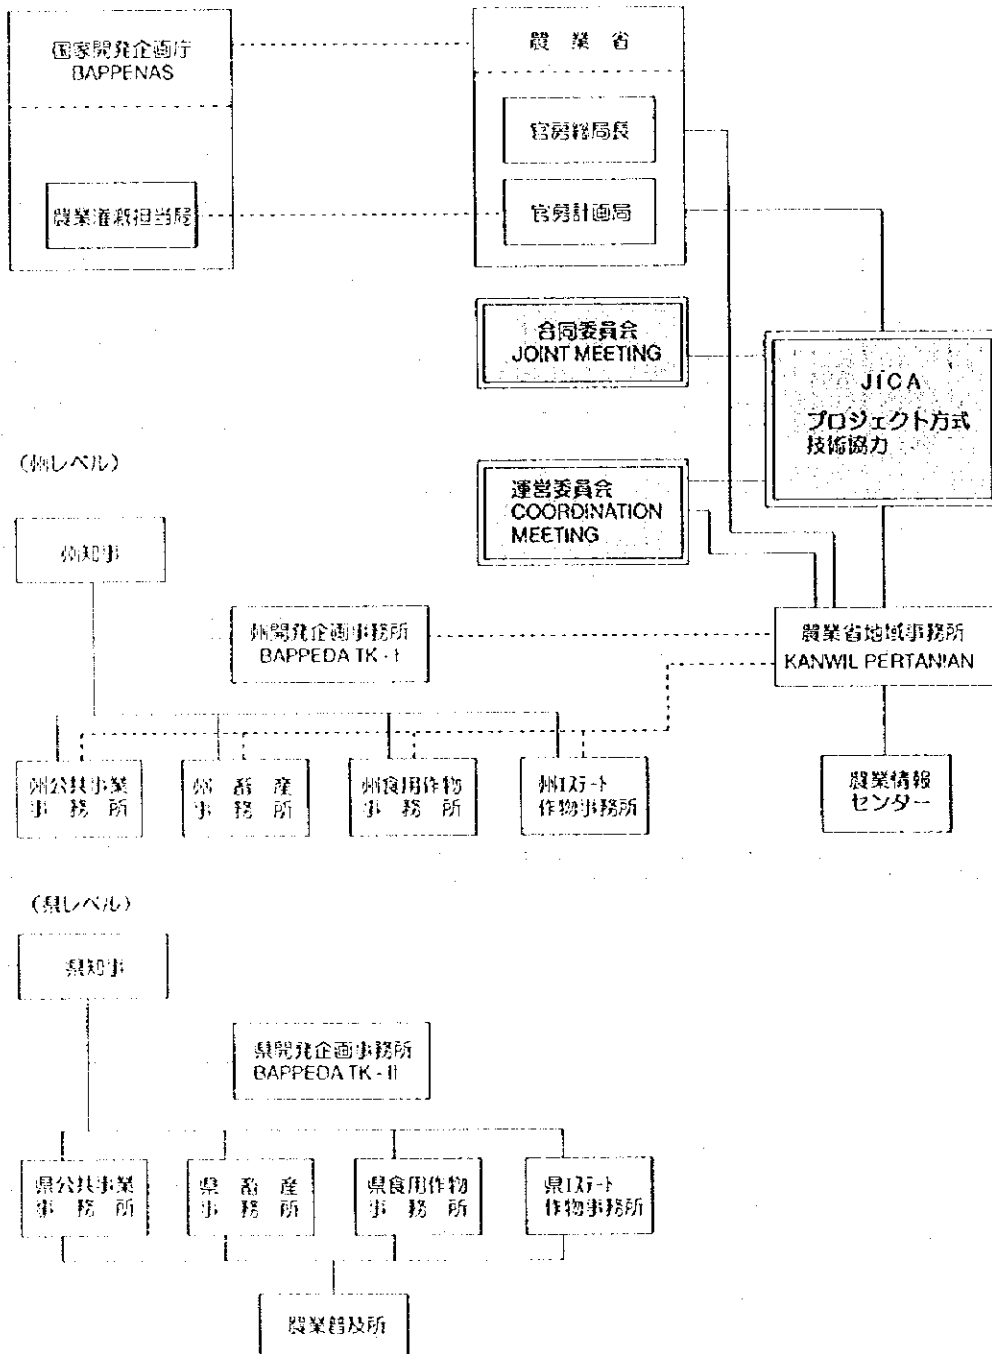 国家開発企画庁
BAPPENAS
農業灌漑担当局
農 業 省
官房総局長
官房計画局
合同委員会
JOINT MEETING
JICA
プロジェクト方式
技術協力
(州レベル)
運営委員会
COORDINATION
MEETING
州知事
州開発企画事務所
BAPPEDA TK - I
農業省地域事務所
KANWIL PERTANIAN
州公共事業
事 務 所
州 畜 産
事 務 所
州食用作物
事 務 所
州エステート
作物事務所
農業情報
センター
(県レベル)
県知事
県開発企画事務所
BAPPEDA TK - II
県公共事業
事 務 所
県 畜 産
事 務 所
県食用作物
事 務 所
県エステート
作物事務所
農業普及所